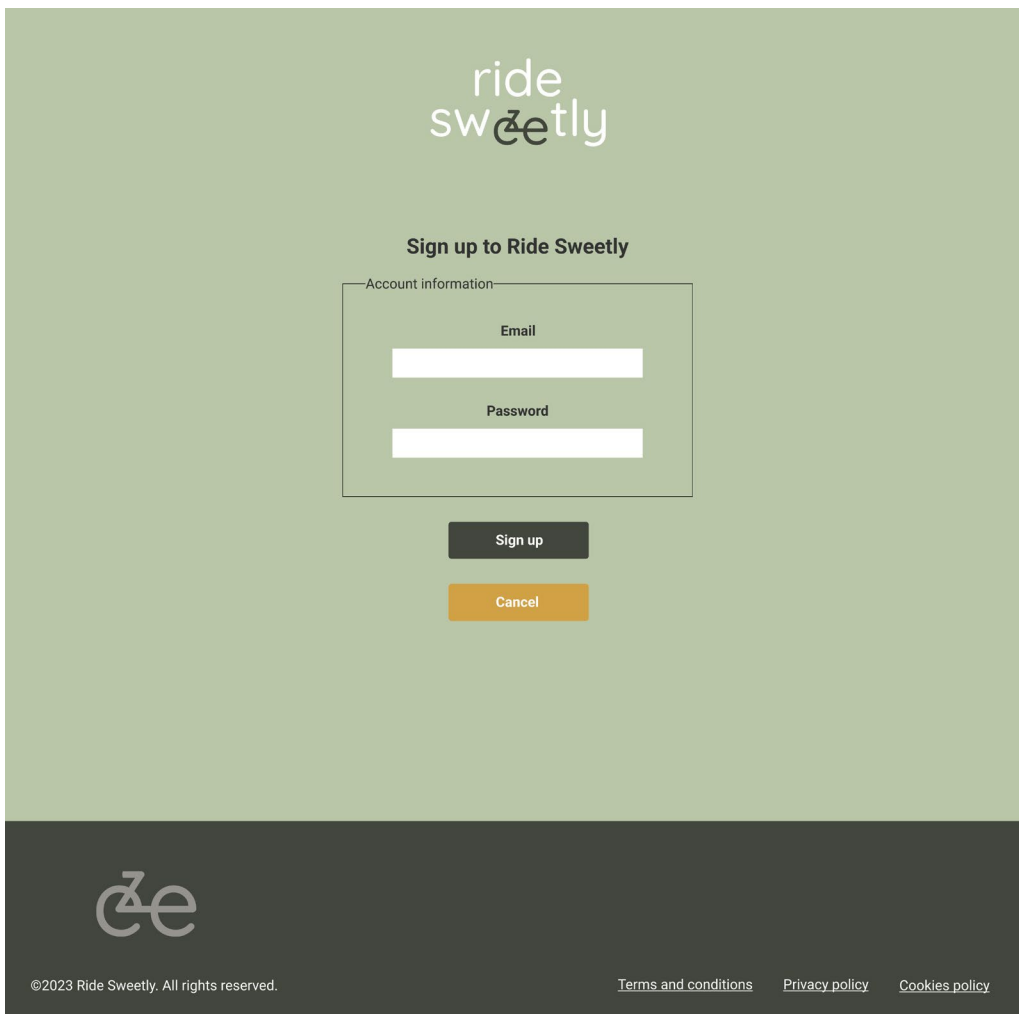 ride
sweetly
Sign up to Ride Sweetly
Account information
Email
Password
Sign up
Cancel
©2023 Ride Sweetly. All rights reserved.
Terms and conditions
Privacy policy
Cookies policy